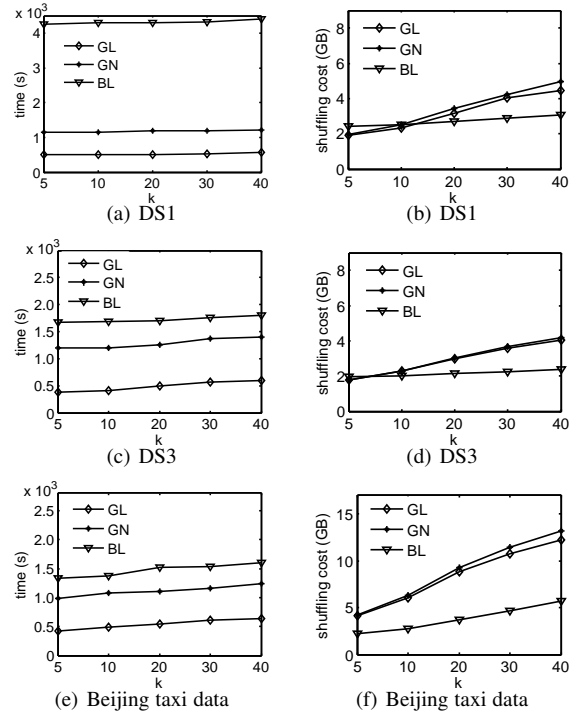 x 10³
4
3
2
1
0
time (s)
GL
GN
BL
5 10 20 30 40
k
(a) DS1
8
6
4
2
0
shuffling cost (GB)
GL
GN
BL
5 10 20 30 40
k
(b) DS1
x 10³
2.5
2.0
1.5
1.0
0.5
0
time (s)
GL
GN
BL
5 10 20 30 40
k
(c) DS3
8
6
4
2
0
shuffling cost (GB)
GL
GN
BL
5 10 20 30 40
k
(d) DS3
x 10³
2.5
2.0
1.5
1.0
0.5
0
time (s)
GL
GN
BL
5 10 20 30 40
k
(e) Beijing taxi data
15
10
5
0
shuffling cost (GB)
GL
GN
BL
5 10 20 30 40
k
(f) Beijing taxi data